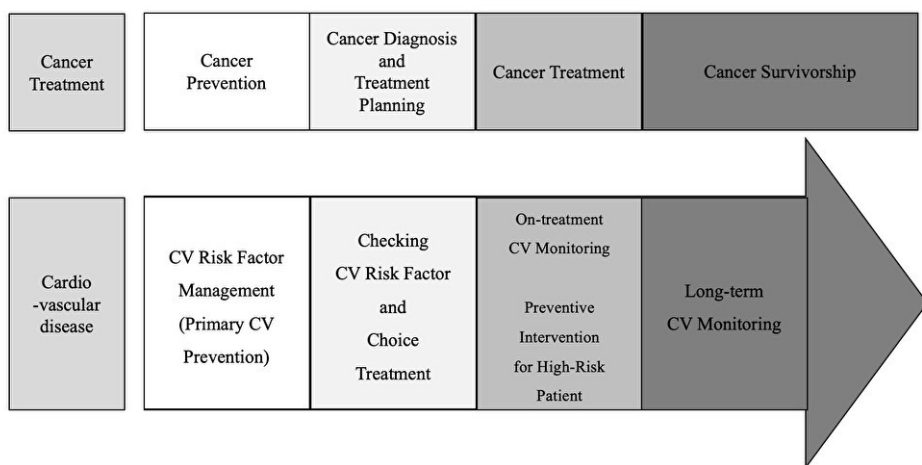 Cancer
Treatment
Cancer
Prevention
Cancer Diagnosis
and
Treatment
Planning
Cancer Treatment
Cancer Survivorship
Cardio
-vascular
disease
CV Risk Factor
Management
(Primary CV
Prevention)
Checking
CV Risk Factor
and
Choice
Treatment
On-treatment
CV Monitoring
Preventive
Intervention
for High-Risk
Patient
Long-term
CV Monitoring